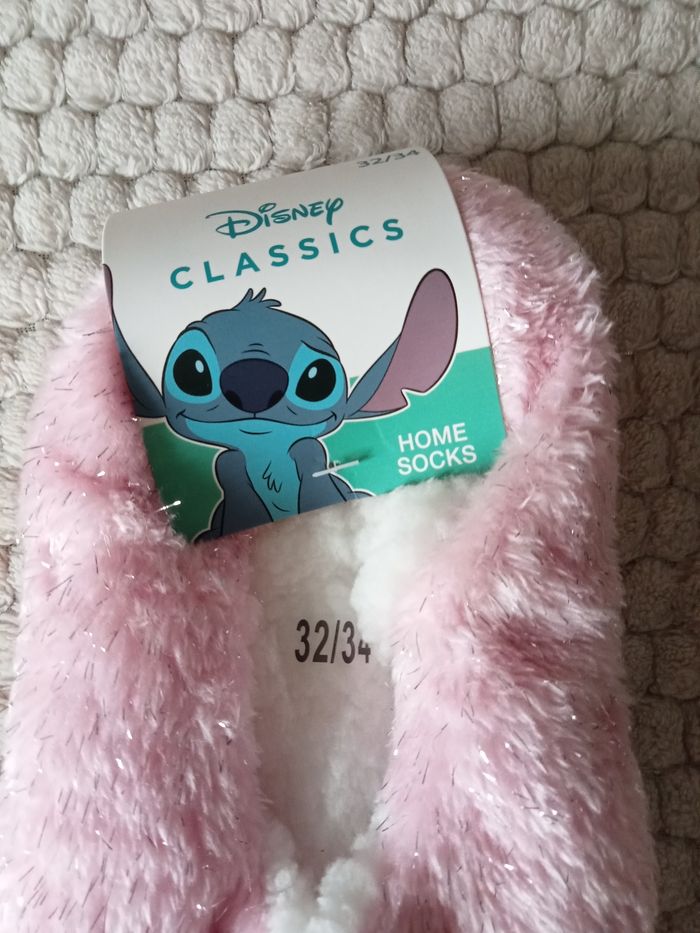 32/34
Disney
CLASSICS
HOME
SOCKS
32/34